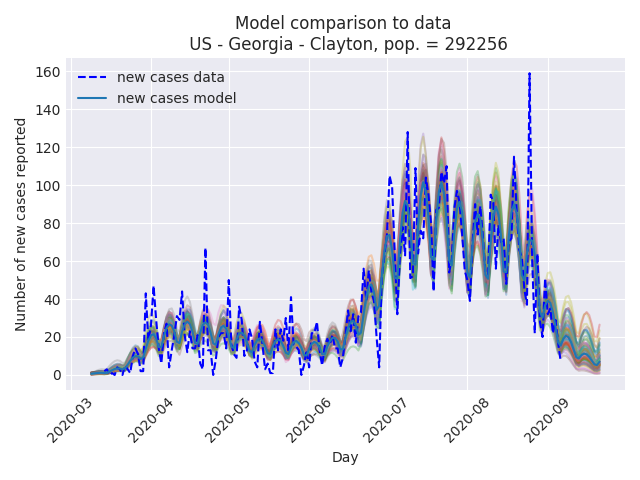 Model comparison to data
US - Georgia - Clayton, pop. = 292256
new cases data
new cases model
Number of new cases reported
160
140
120
100
80
60
40
20
0
2020-03
2020-04
2020-05
2020-06
2020-07
2020-08
2020-09
Day